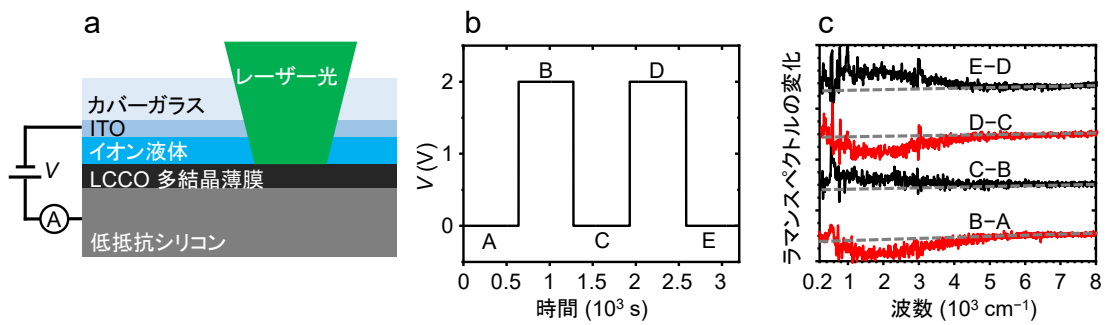 a
レーザー光
カバーガラス
ITO
イオン液体
LCCO 多結晶薄膜
低抵抗シリコン
V
A
b
V (V)
2
1
0
A
B
C
D
E
0 0.5 1 1.5 2 2.5 3
時間 (10³ s)
c
ラマンスペクトルの変化
E−D
D−C
C−B
B−A
0.2 1 2 3 4 5 6 7 8
波数 (10³ cm⁻¹)